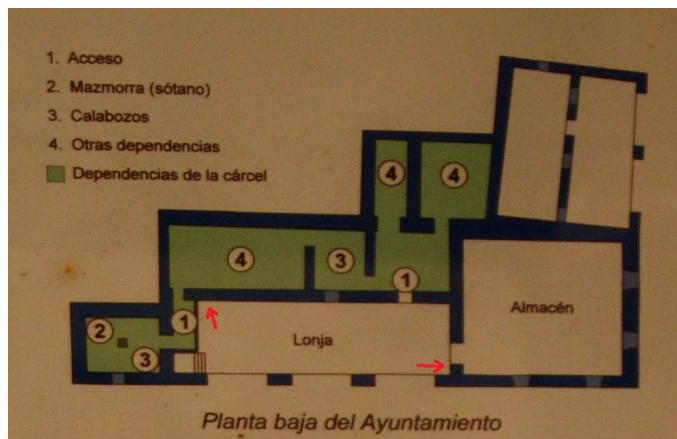 1. Acceso
2. Mazmorra (sótano)
3. Calabozos
4. Otras dependencias
Dependencias de la cárcel
4
4
4
3
1
Almacén
2
1
Lonja
3
Planta baja del Ayuntamiento